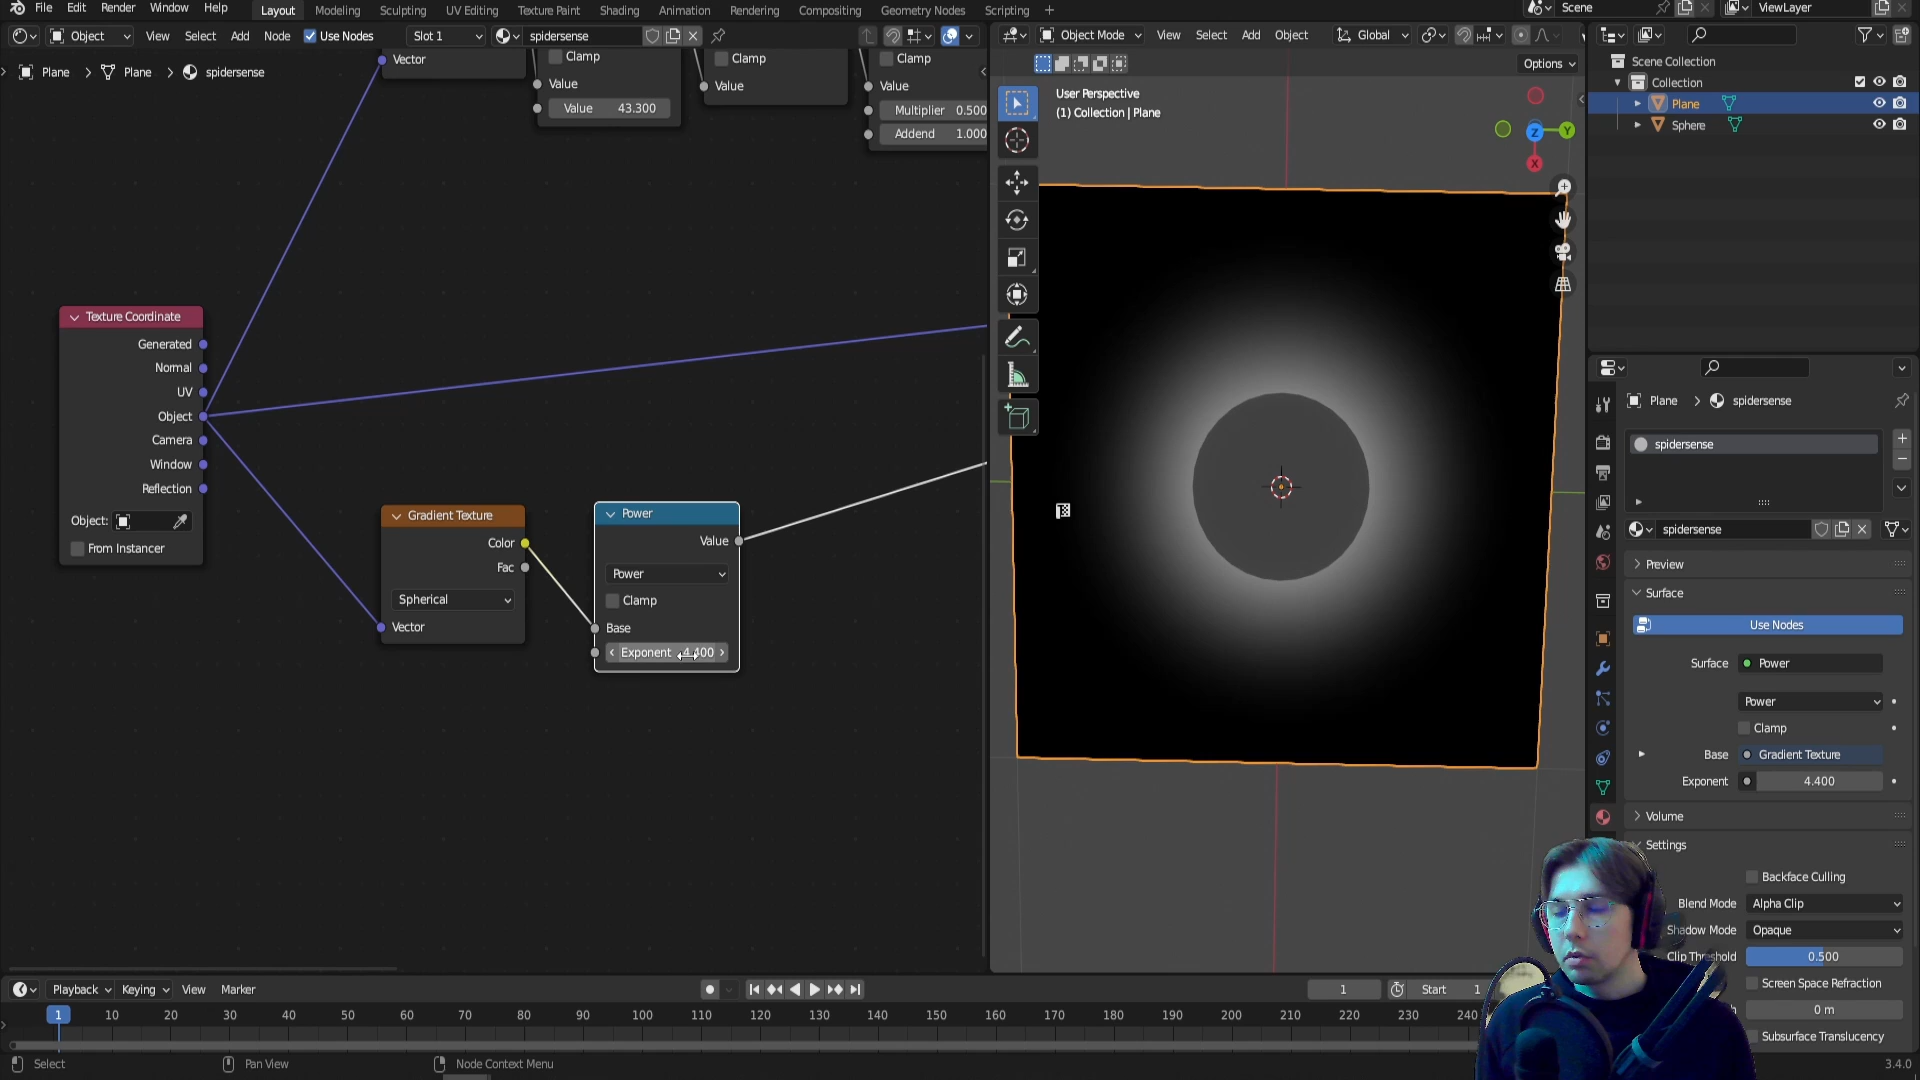 File Edit Render Window Help Layout Modeling Sculpting UV Editing Texture Paint Shading Animation Rendering Compositing Geometry Nodes Scripting + Scene ViewLayer
Object View Select Add Node Use Nodes Slot 1 spidersense
Object Mode View Select Add Object Global
Options
Plane > Plane > spidersense
Vector
Clamp
Value
Value 43.300
Clamp
Value
Clamp
Value
Multiplier 0.500
Addend 1.000
Texture Coordinate
Generated
Normal
UV
Object
Camera
Window
Reflection
Object:
From Instancer
Gradient Texture
Color
Fac
Spherical
Vector
Power
Value
Power
Clamp
Base
Exponent 4.400
User Perspective
(1) Collection | Plane
Z
Y
X
Scene Collection
Collection
Plane
Sphere
Plane > spidersense
spidersense
spidersense
Preview
Surface
Use Nodes
Surface Power
Power
Clamp
Base Gradient Texture
Exponent 4.400
Volume
Settings
Backface Culling
Blend Mode Alpha Clip
Shadow Mode Opaque
Clip Threshold 0.500
Screen Space Refraction
0 m
Subsurface Translucency
Playback Keying View Marker
1 Start 1
1 10 20 30 40 50 60 70 80 90 100 110 120 130 140 150 160 170 180 190 200 210 220 230 240
Select Pan View Node Context Menu 3.4.0